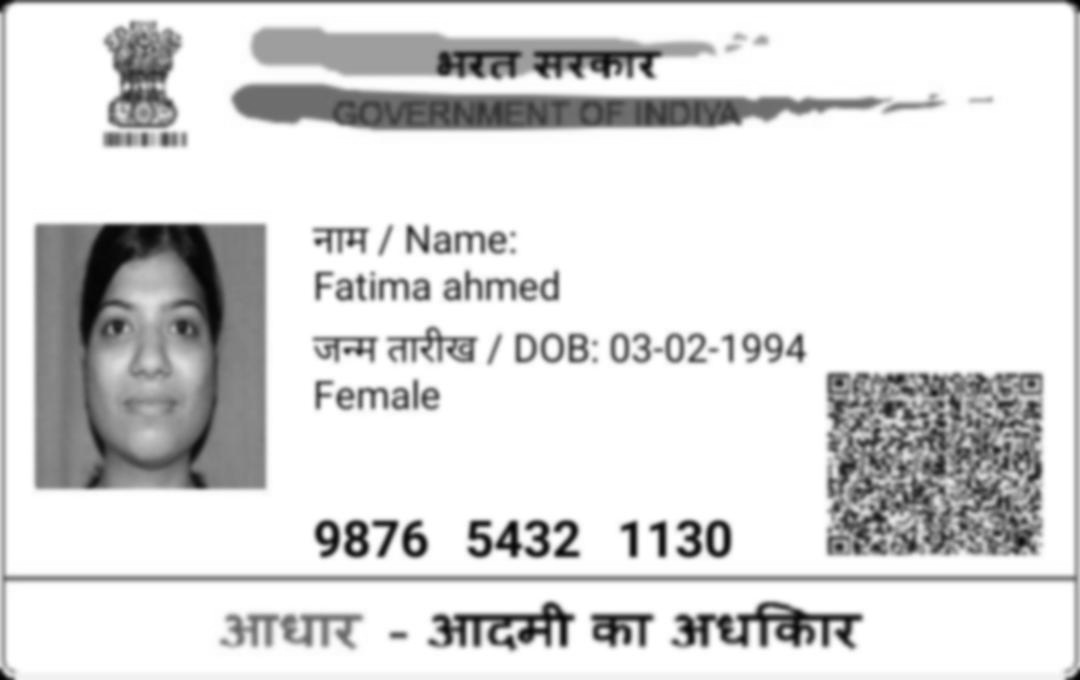 भरत सरकार
GOVERNMENT OF INDIYA
नाम / Name:
Fatima ahmed
जन्म तारीख / DOB: 03-02-1994
Female
9876 5432 1130
आधार - आदमी का अधकिार